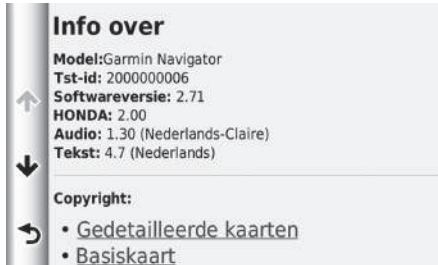 Info over
Model:Garmin Navigator
Tst-id: 2000000006
Softwareversie: 2.71
HONDA: 2.00
Audio: 1.30 (Nederlands-Claire)
Tekst: 4.7 (Nederlands)
Copyright:
• Gedetailleerde kaarten
• Basiskaart